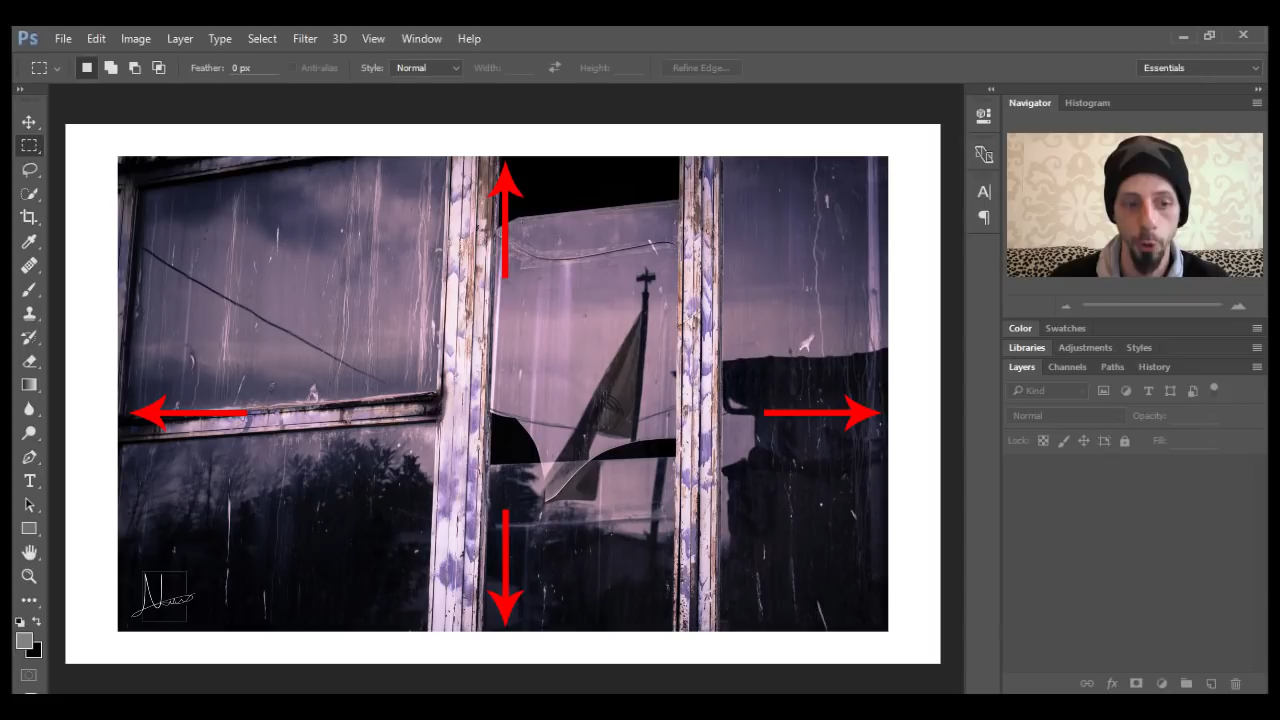 Ps File Edit Image Layer Type Select Filter 3D View Window Help
Feather: 0 px Anti-alias Style: Normal Width: Height: Refine Edge... Essentials
Navigator Histogram
Color Swatches
Libraries Adjustments Styles
Layers Channels Paths History
Kind T
Normal Opacity:
Lock: Fill:
A
T
fx